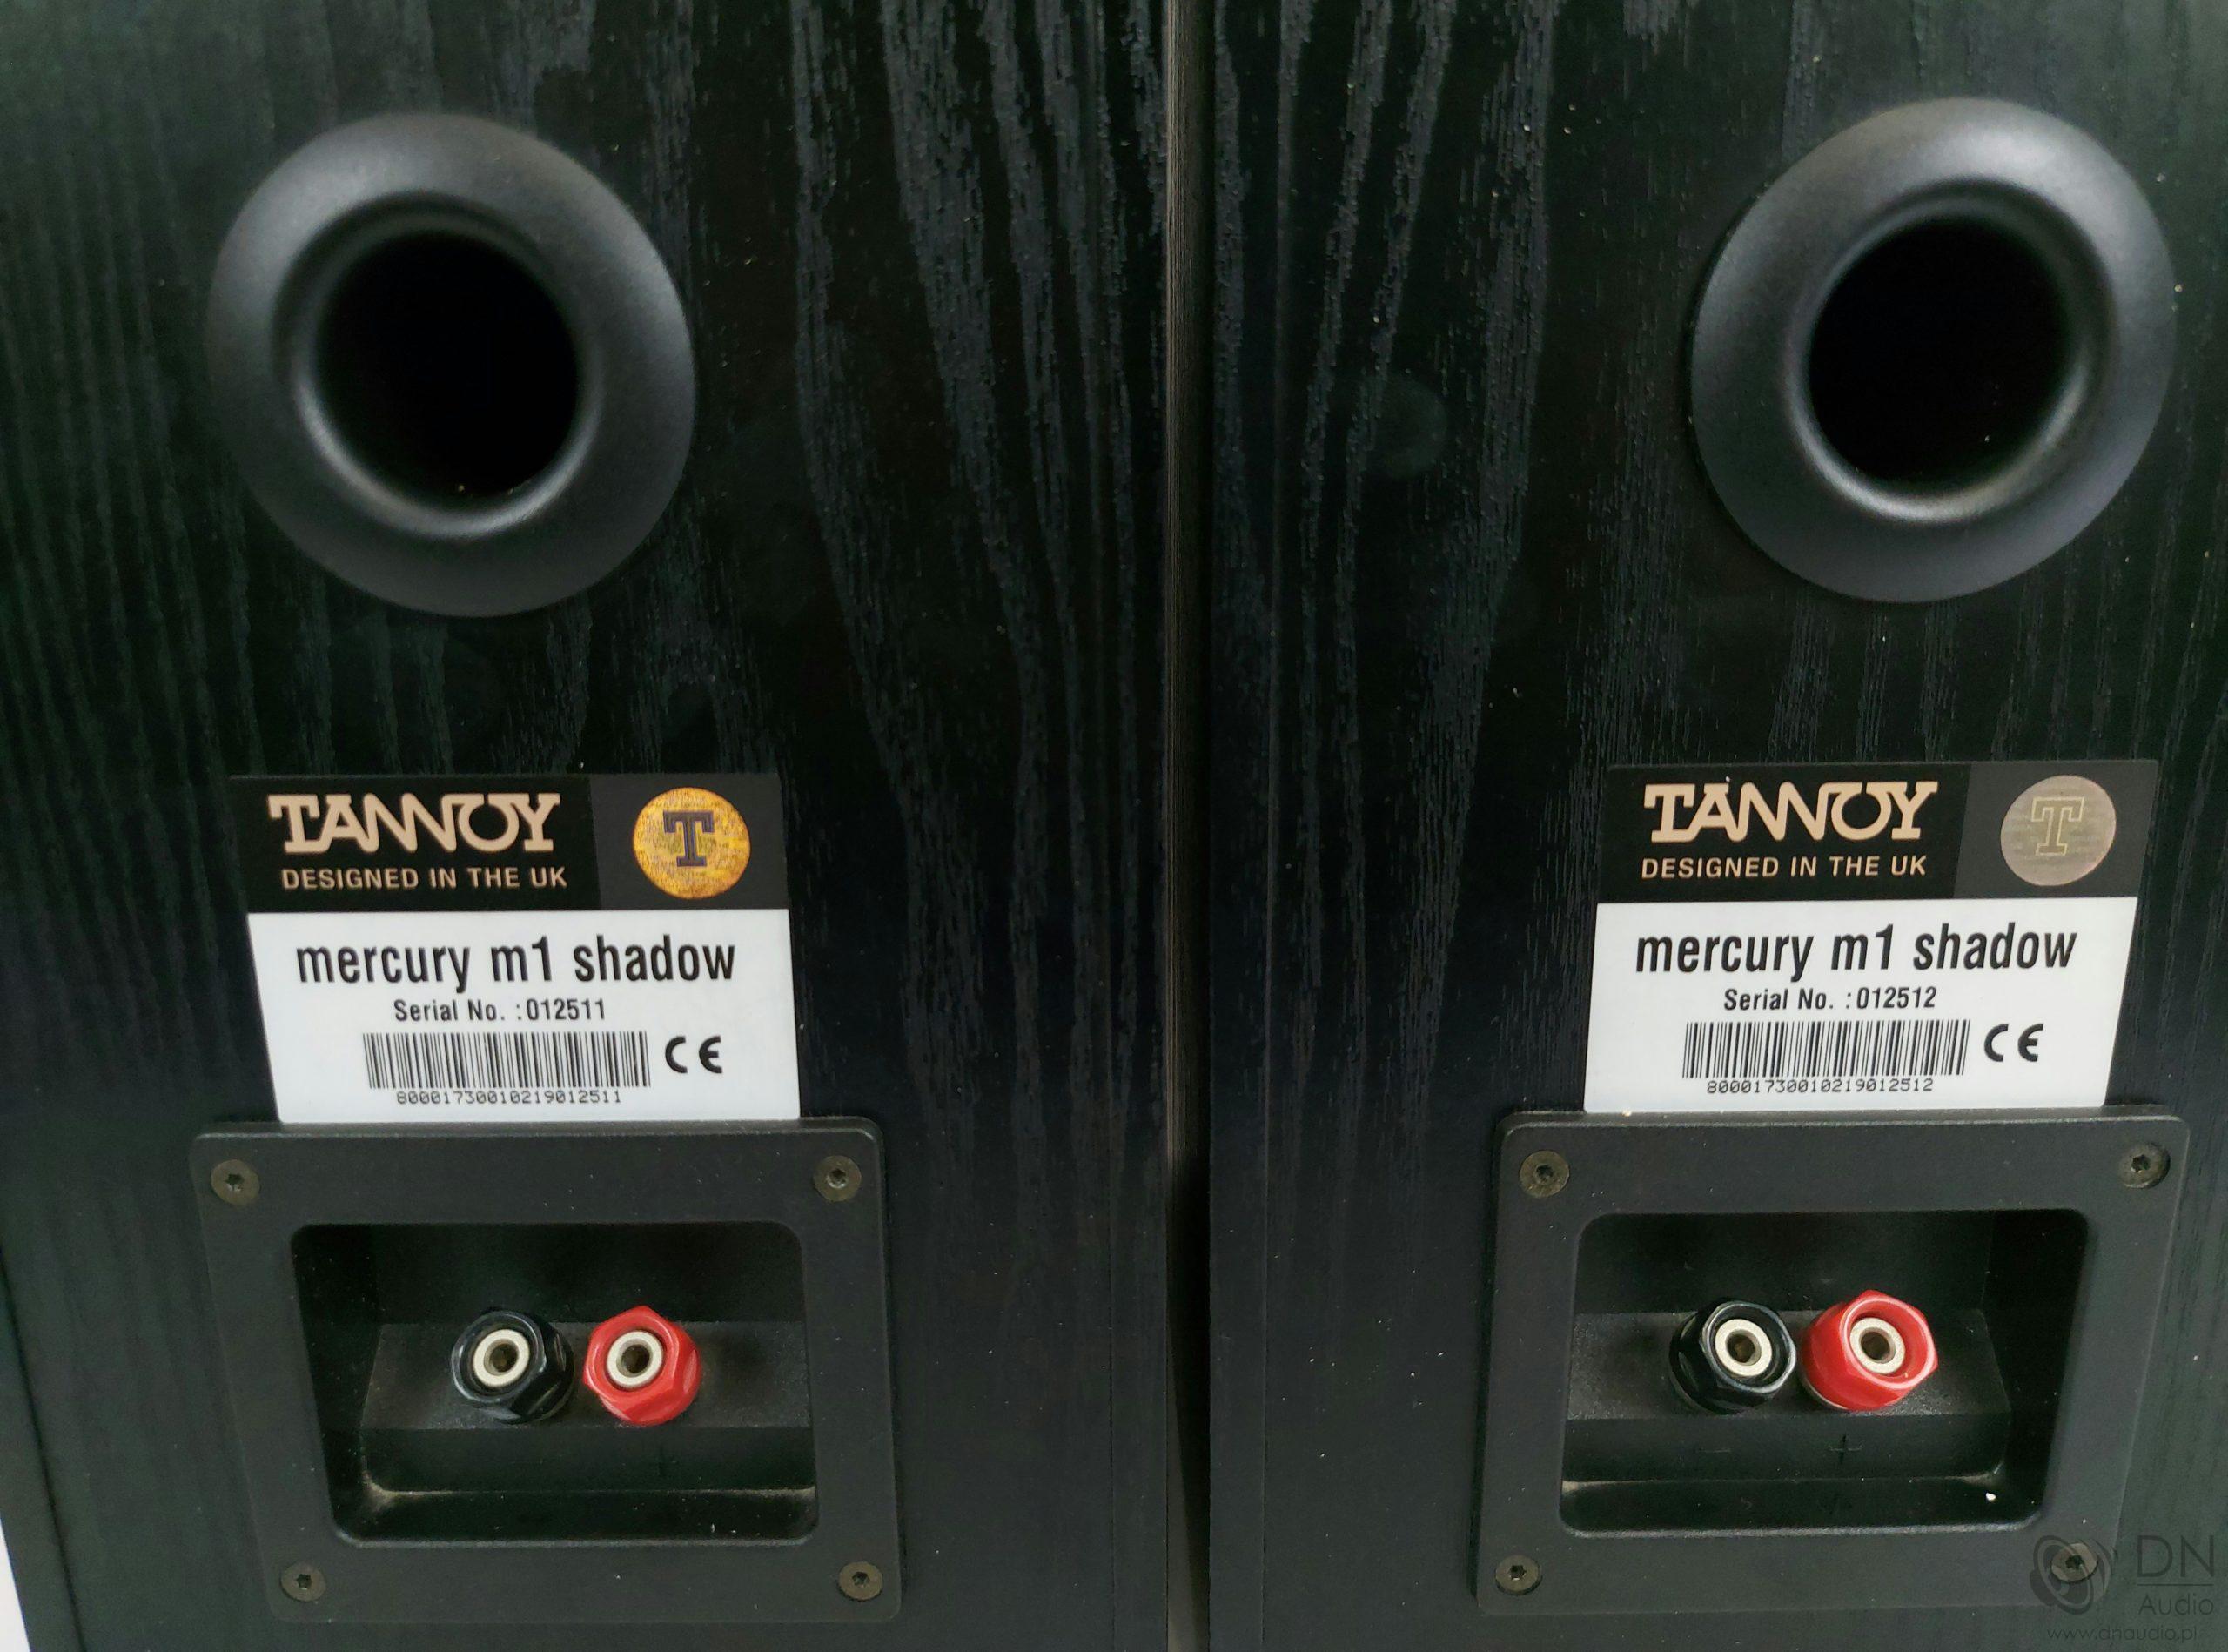 TANNOY
DESIGNED IN THE UK
T
mercury m1 shadow
Serial No. :012511
CE
80001730010219012511
TANNOY
DESIGNED IN THE UK
T
mercury m1 shadow
Serial No. :012512
CE
80001730010219012512
- +
DN
Audio
www.dnaudio.pl